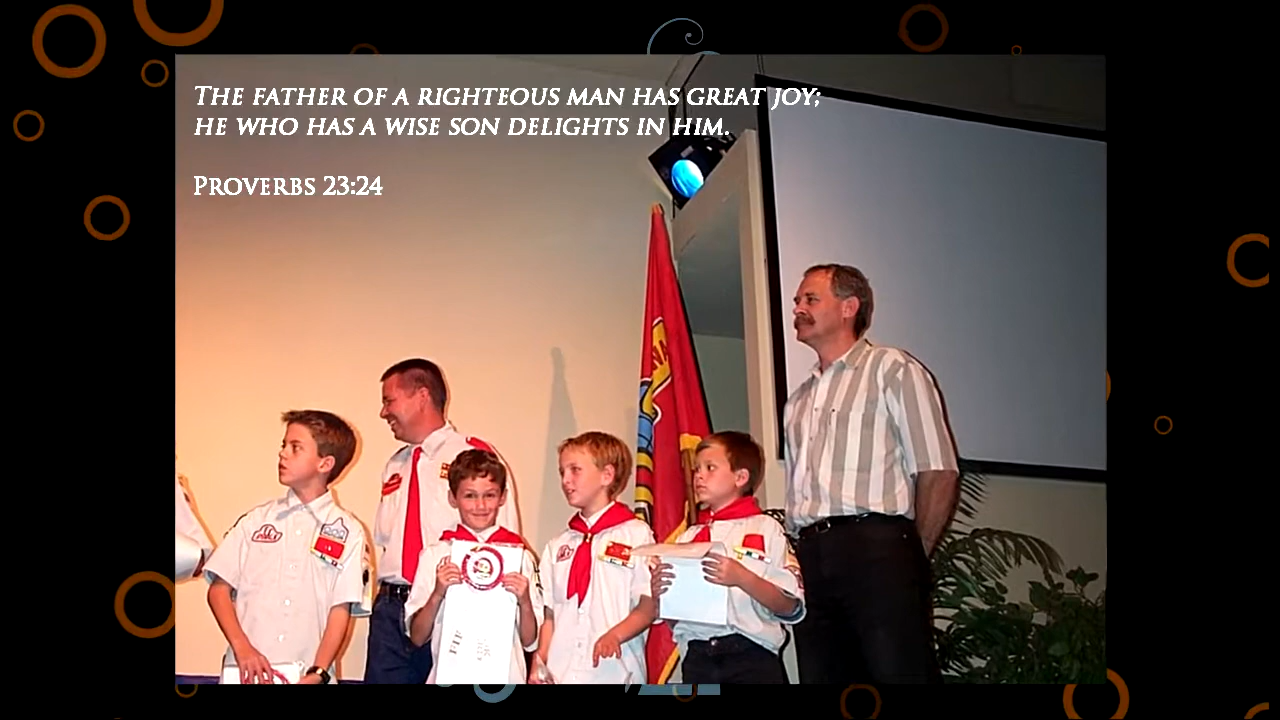 The father of a righteous man has great joy;
he who has a wise son delights in him.
Proverbs 23:24